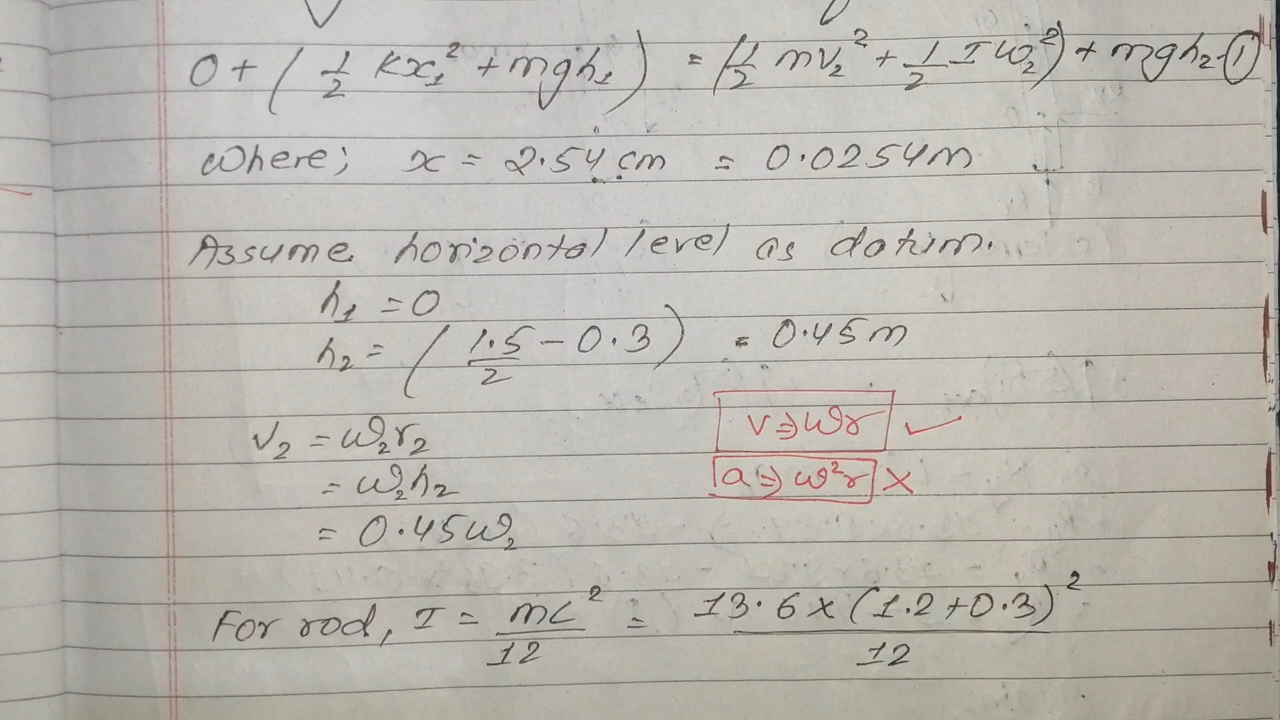 0 + ( 1/2 Kx₁² + mgh₁ ) = ( 1/2 mv₂² + 1/2 Iω₂² ) + mgh₂ - ①
Where; x = 2.54 cm = 0.0254m
Assume horizontal level as datum.
h₁ = 0
h₂ = ( 1.5/2 - 0.3 ) = 0.45m
v₂ = ω₂r₂
v ⇒ ωr ✓
= ω₂h₂
a ⇒ ω²r ×
= 0.45ω₂
For rod, I = mL²/12 = 13.6 x (1.2+0.3)²/12